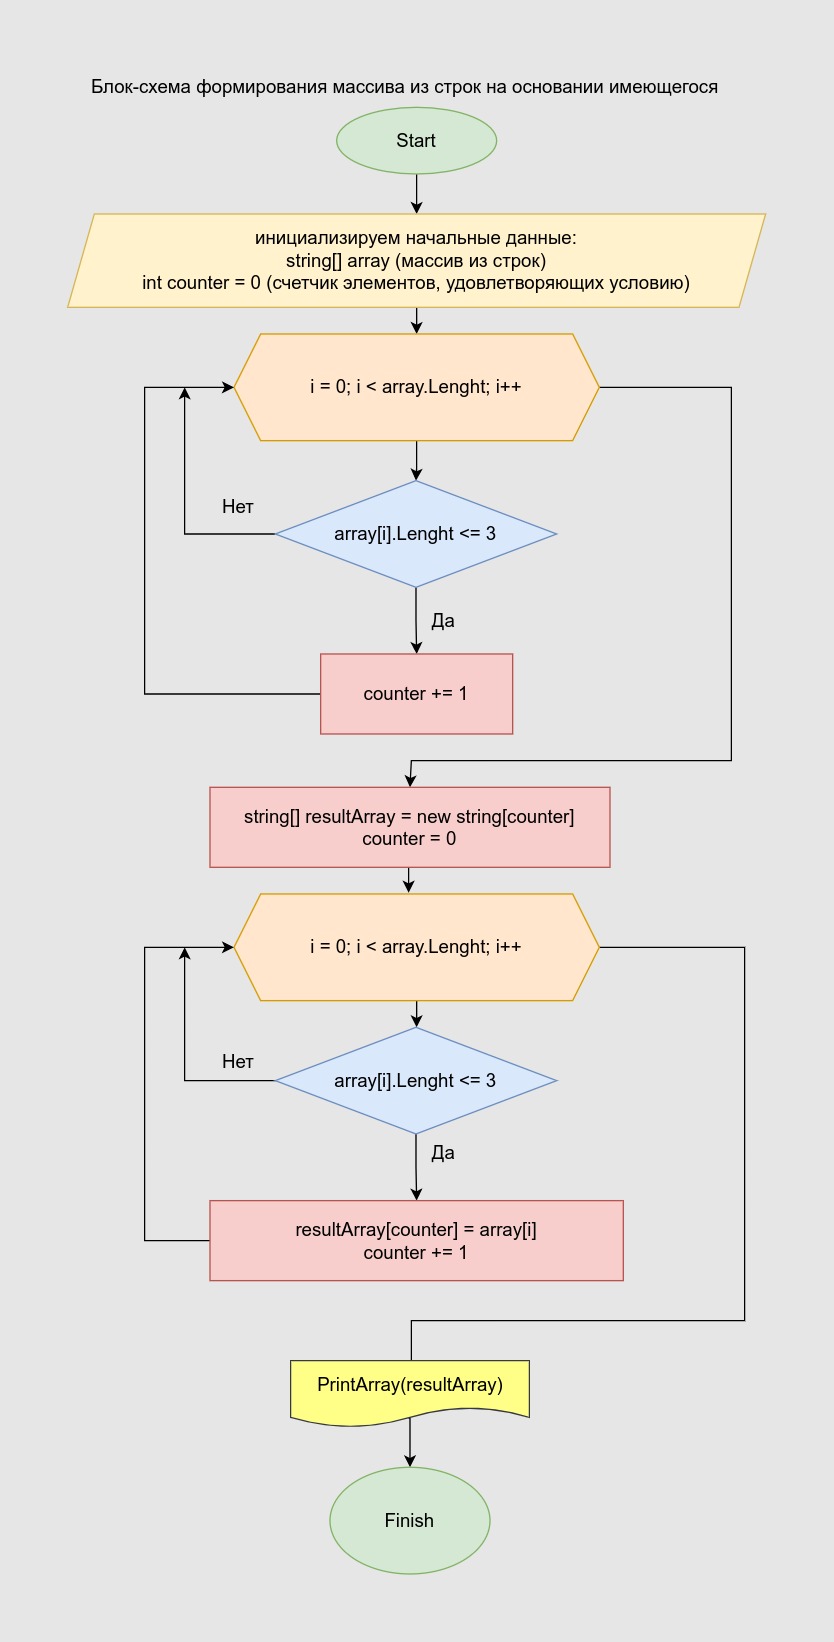 Блок-схема формирования массива из строк на основании имеющегося
Start
инициализируем начальные данные:
string[] array (массив из строк)
int counter = 0 (счетчик элементов, удовлетворяющих условию)
i = 0; i < array.Lenght; i++
Нет
array[i].Lenght <= 3
Да
counter += 1
string[] resultArray = new string[counter]
counter = 0
i = 0; i < array.Lenght; i++
Нет
array[i].Lenght <= 3
Да
resultArray[counter] = array[i]
counter += 1
PrintArray(resultArray)
Finish